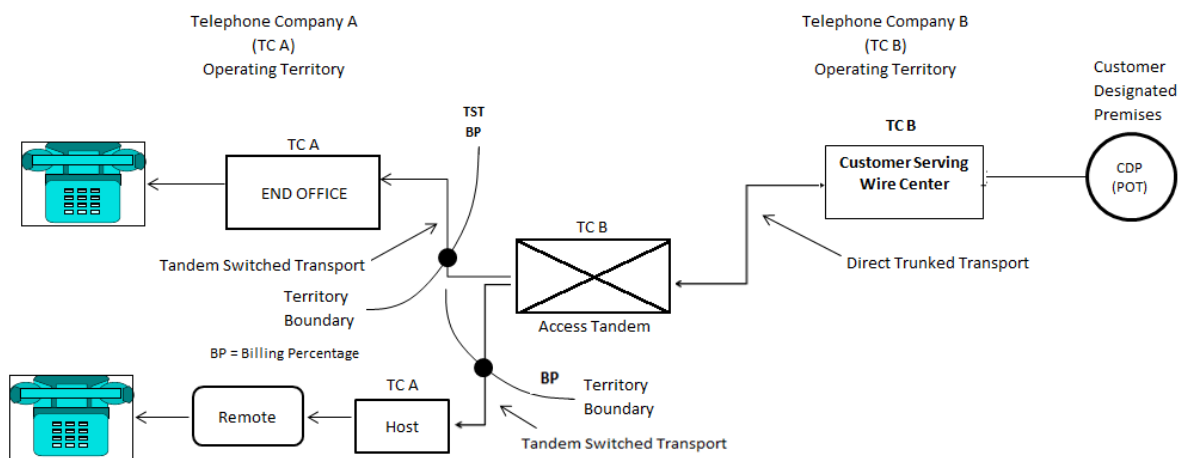 Telephone Company A
(TC A)
Operating Territory
Telephone Company B
(TC B)
Operating Territory
Customer
Designated
Premises
TST
BP
TC A
END OFFICE
TC B
Customer Serving
Wire Center
CDP
(POT)
TC B
Tandem Switched Transport
Direct Trunked Transport
Territory
Boundary
Access Tandem
BP = Billing Percentage
TC A
BP
Territory
Boundary
Remote
Host
Tandem Switched Transport